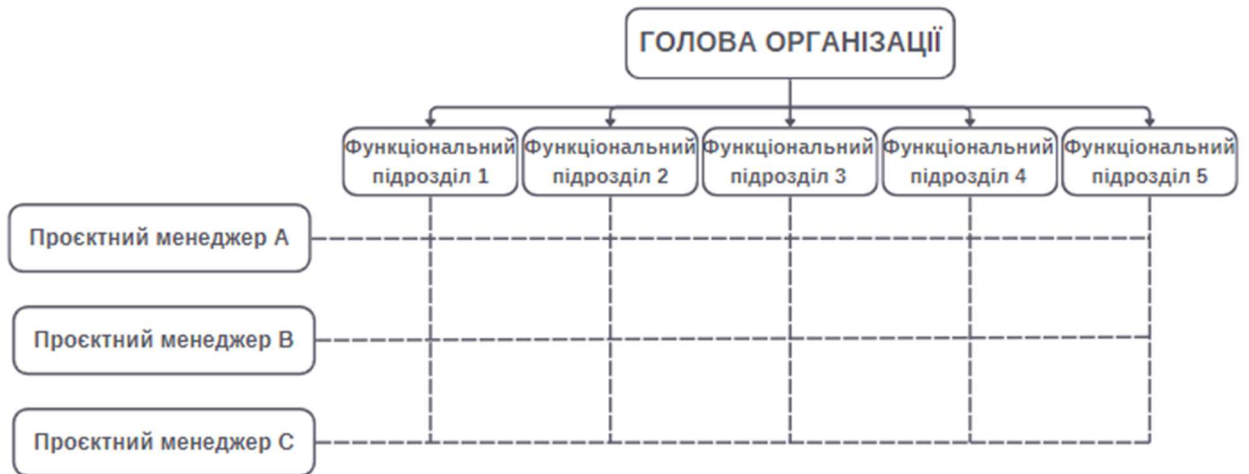 ГОЛОВА ОРГАНІЗАЦІЇ
Функціональний
підрозділ 1
Функціональний
підрозділ 2
Функціональний
підрозділ 3
Функціональний
підрозділ 4
Функціональний
підрозділ 5
Проєктний менеджер А
Проєктний менеджер В
Проєктний менеджер С